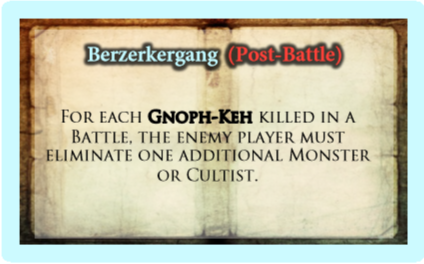 Berzerkergang (Post-Battle)
For each Gnoph-Keh killed in a
Battle, the enemy player must
eliminate one additional Monster
or Cultist.